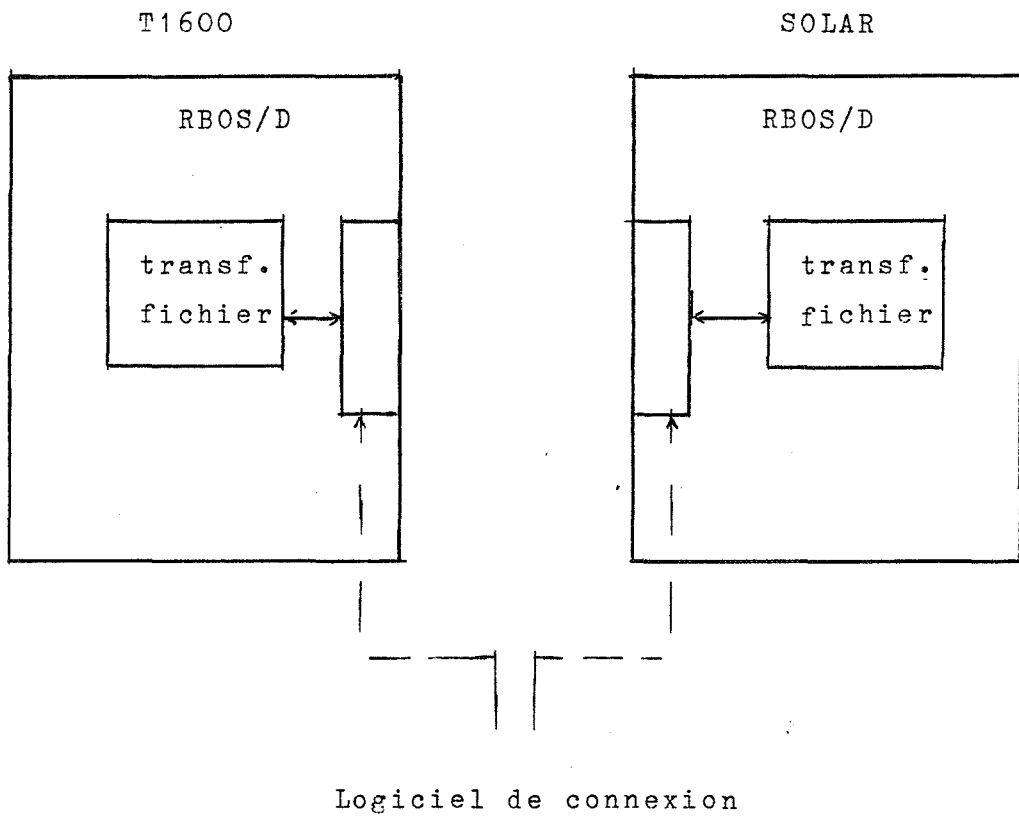 T1600
SOLAR
RBOS/D
RBOS/D
transf.
fichier
transf.
fichier
Logiciel de connexion